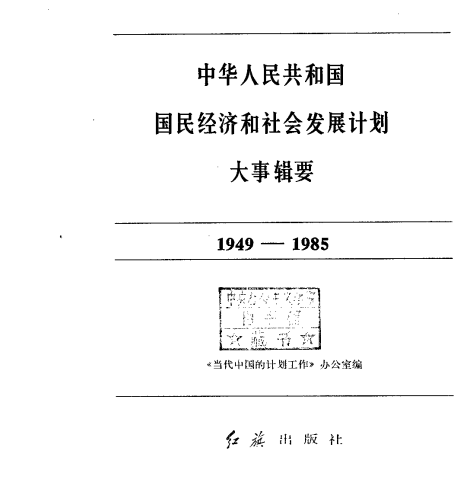 中华人民共和国
国民经济和社会发展计划
大事辑要
1949 — 1985
☆ 藏 书 ☆
《当代中国的计划工作》办公室编
红旗出版社